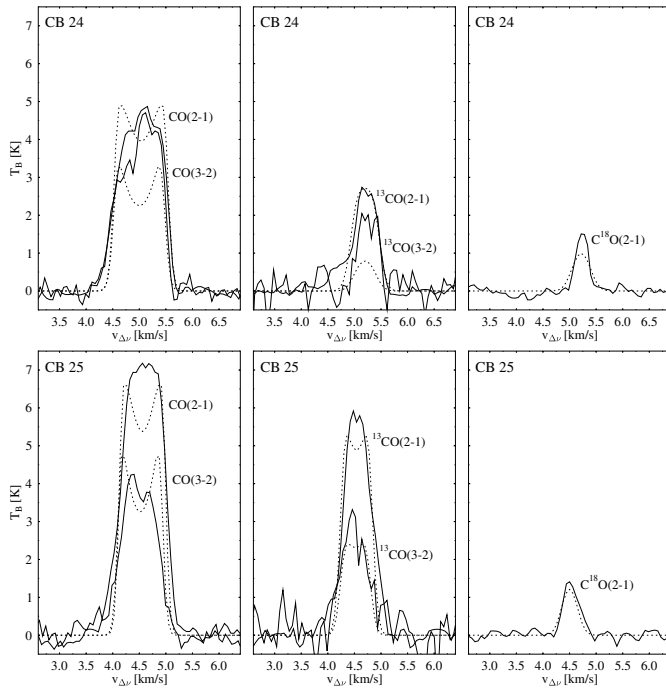 CB 24
CB 24
CB 24
7
6
5
4
3
2
1
0
T_B [K]
CO(2-1)
CO(3-2)
¹³CO(2-1)
¹³CO(3-2)
C¹⁸O(2-1)
3.5 4.0 4.5 5.0 5.5 6.0 6.5
3.5 4.0 4.5 5.0 5.5 6.0 6.5
3.5 4.0 4.5 5.0 5.5 6.0 6.5
v_Δν [km/s]
v_Δν [km/s]
v_Δν [km/s]
CB 25
CB 25
CB 25
7
6
5
4
3
2
1
0
T_B [K]
CO(2-1)
CO(3-2)
¹³CO(2-1)
¹³CO(3-2)
C¹⁸O(2-1)
3.0 3.5 4.0 4.5 5.0 5.5 6.0
3.0 3.5 4.0 4.5 5.0 5.5 6.0
3.0 3.5 4.0 4.5 5.0 5.5 6.0
v_Δν [km/s]
v_Δν [km/s]
v_Δν [km/s]